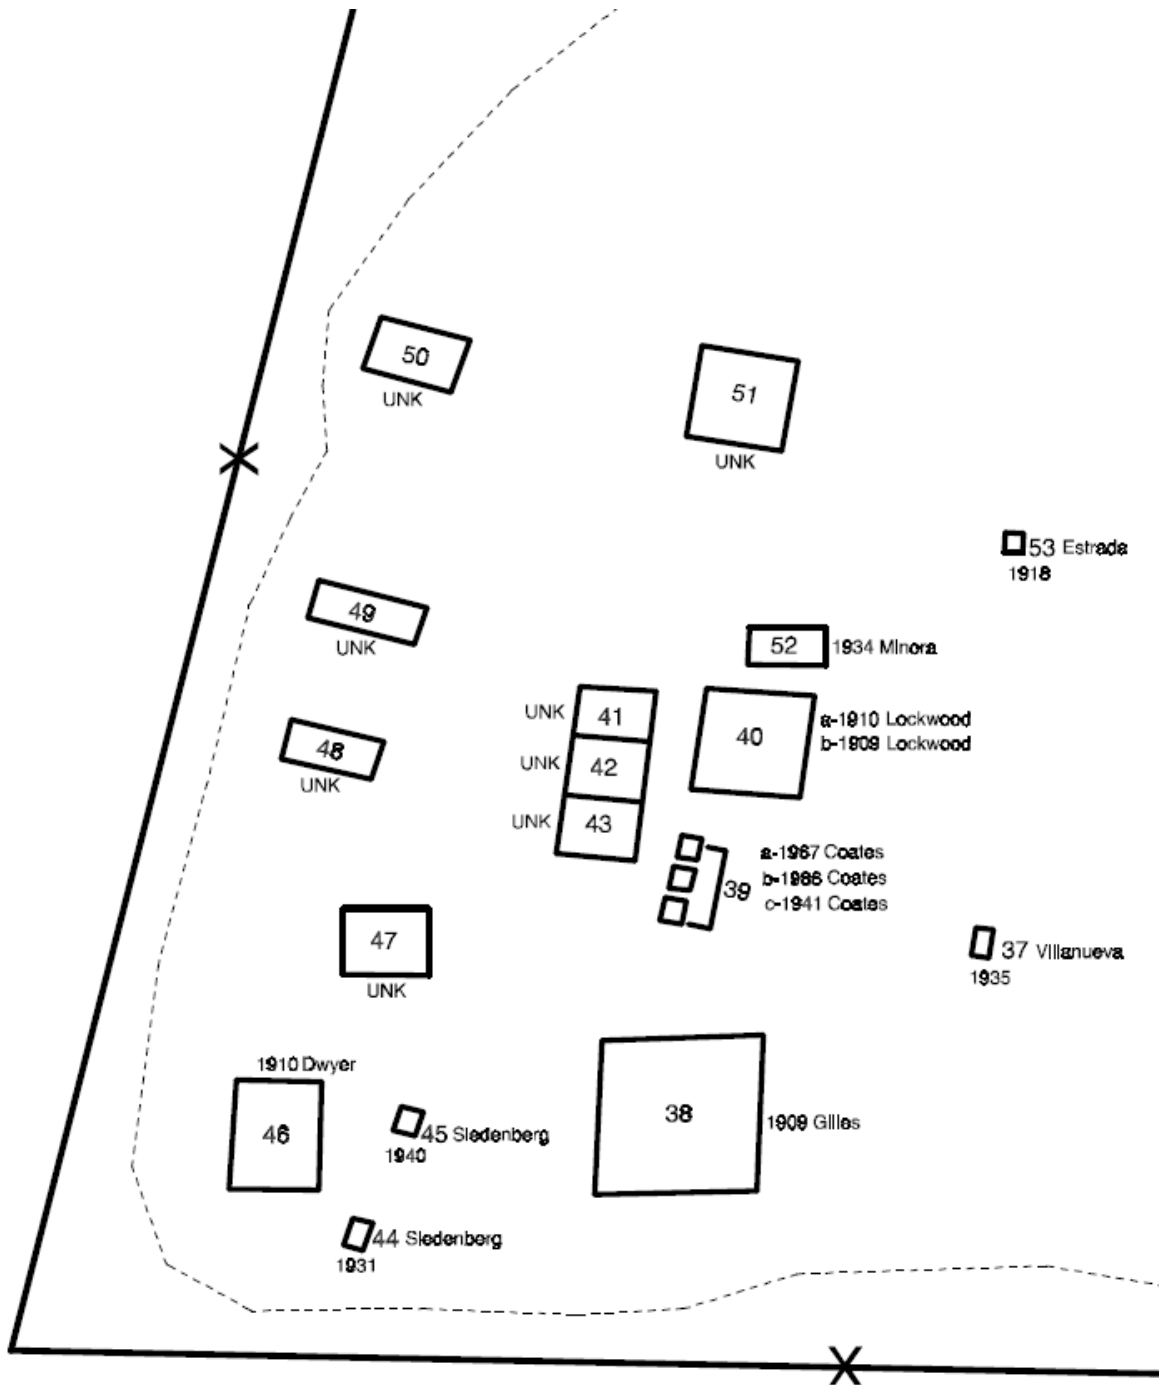 50
UNK
51
UNK
53 Estrada
1918
49
UNK
52
1934 Minora
UNK 41
40
a-1910 Lockwood
b-1909 Lockwood
48
UNK
UNK 42
UNK 43
39
a-1967 Coates
b-1966 Coates
c-1941 Coates
47
UNK
37 Villanueva
1935
1910 Dwyer
46
45 Siedenberg
1940
38
1909 Gilles
44 Siedenberg
1931